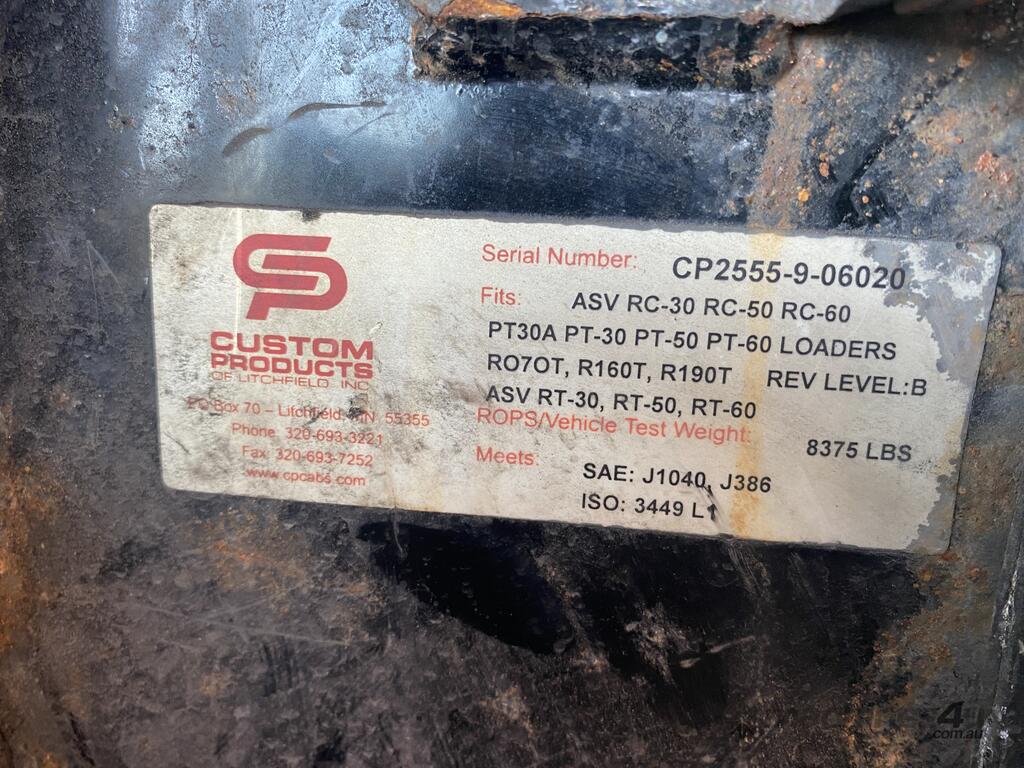 CP
CUSTOM
PRODUCTS
OF LITCHFIELD, INC.
PO Box 70 – Litchfield, MN 55355
Phone: 320-693-3221
Fax: 320-693-7252
www.cpcabs.com
Serial Number: CP2555-9-06020
Fits: ASV RC-30 RC-50 RC-60
PT30A PT-30 PT-50 PT-60 LOADERS
RO7OT, R160T, R190T REV LEVEL:B
ASV RT-30, RT-50, RT-60
ROPS/Vehicle Test Weight: 8375 LBS
Meets: SAE: J1040, J386
ISO: 3449 L1
4
.com.au